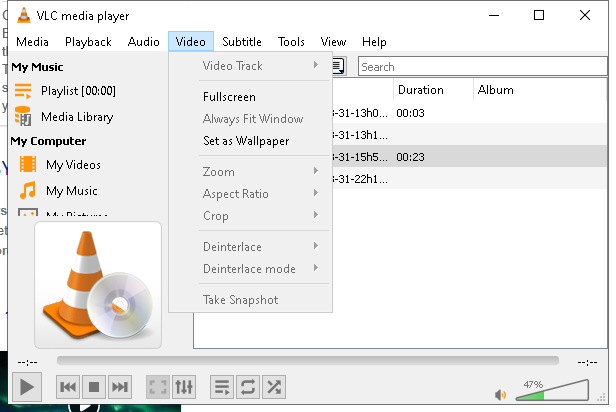 VLC media player
Media Playback Audio Video Subtitle Tools View Help
My Music
Playlist [00:00]
Media Library
My Computer
My Videos
My Music
My Pictures
Video Track
Fullscreen
Always Fit Window
Set as Wallpaper
Zoom
Aspect Ratio
Crop
Deinterlace
Deinterlace mode
Take Snapshot
Search
Duration Album
-31-13h0... 00:03
-31-13h1...
-31-15h5... 00:23
-31-22h1...
--:-- --:--
47%